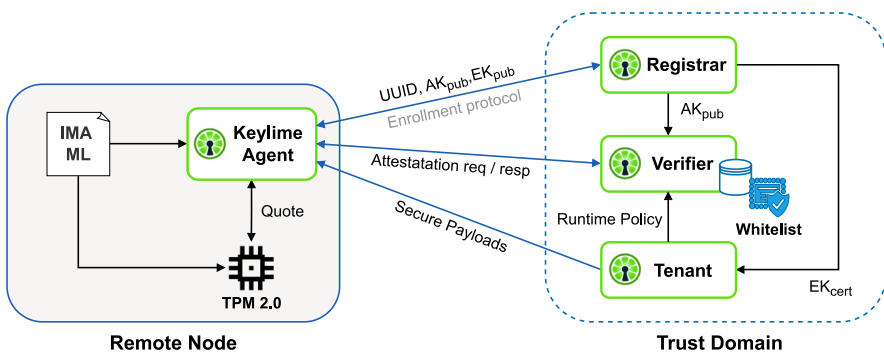 IMA
ML
Keylime
Agent
Quote
TPM 2.0
Remote Node
UUID, AKpub,EKpub
Enrollment protocol
Attestatation req / resp
Secure Payloads
Registrar
AKpub
Verifier
Runtime Policy
Whitelist
Tenant
EKcert
Trust Domain